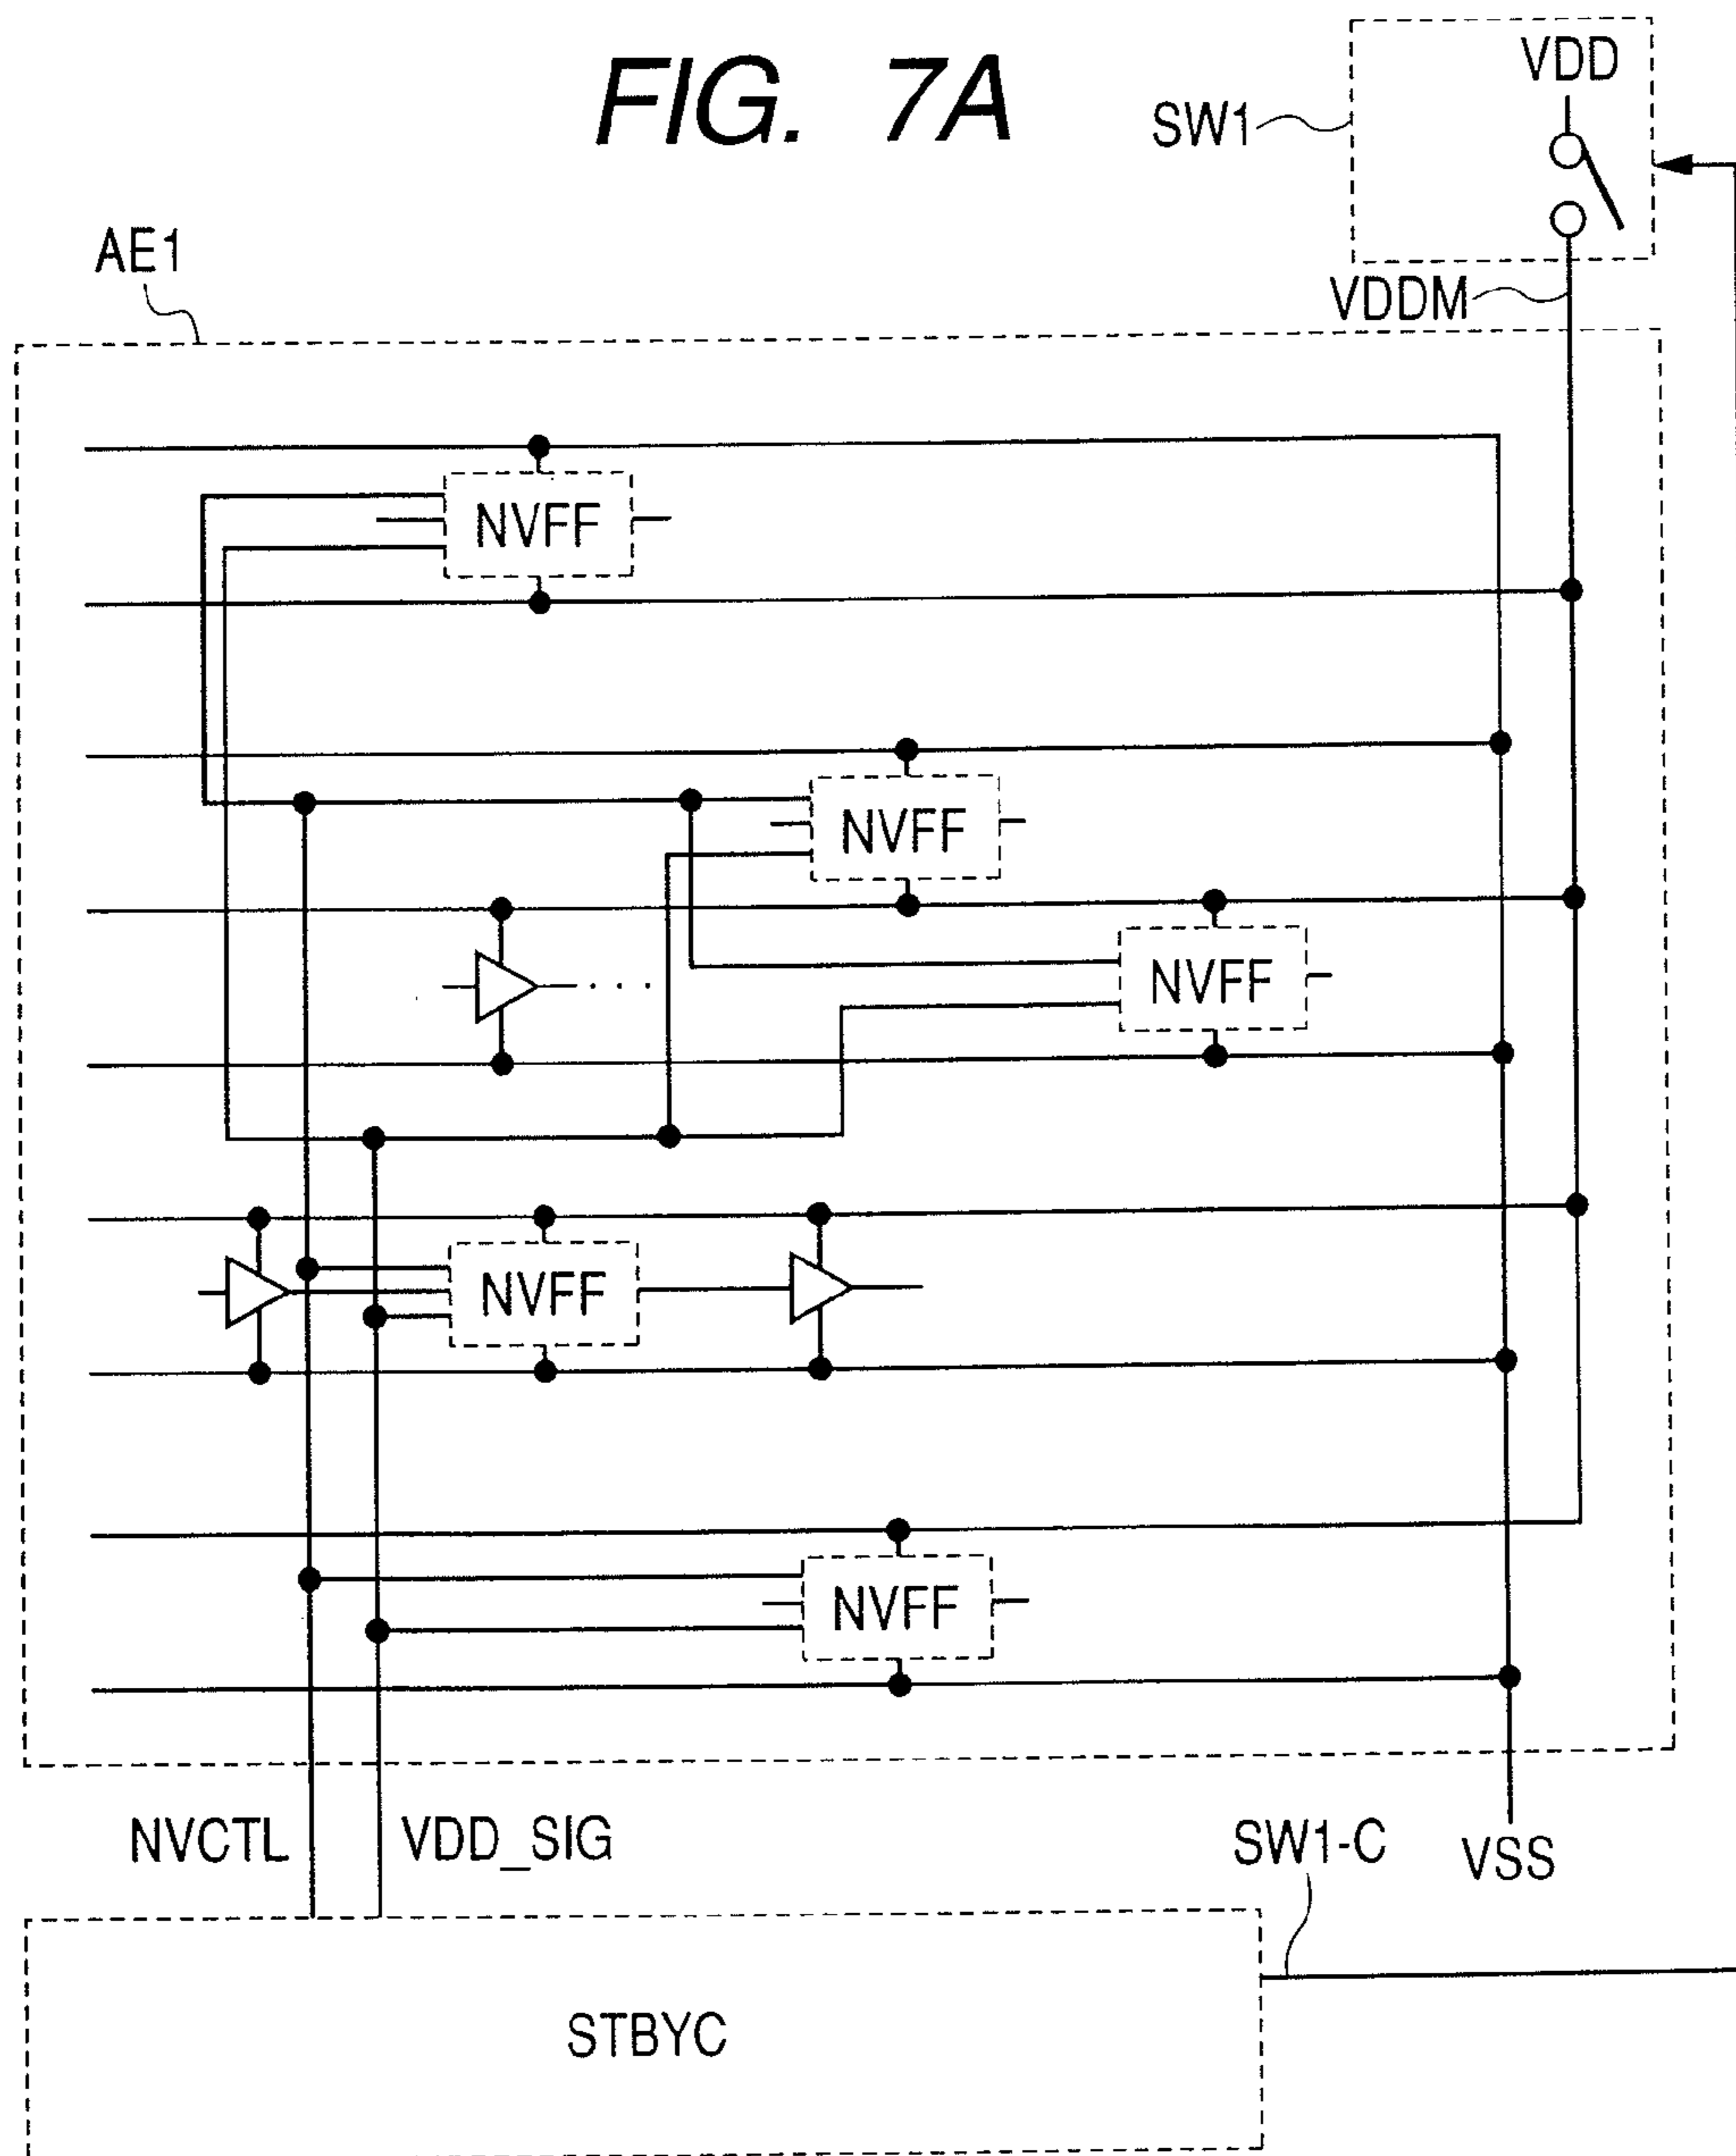 FIG. 7A
VDD
SW1
AE1
VDDM
NVFF
NVFF
NVFF
. . .
NVFF
NVFF
NVCTL
VDD_SIG
SW1-C
VSS
STBYC